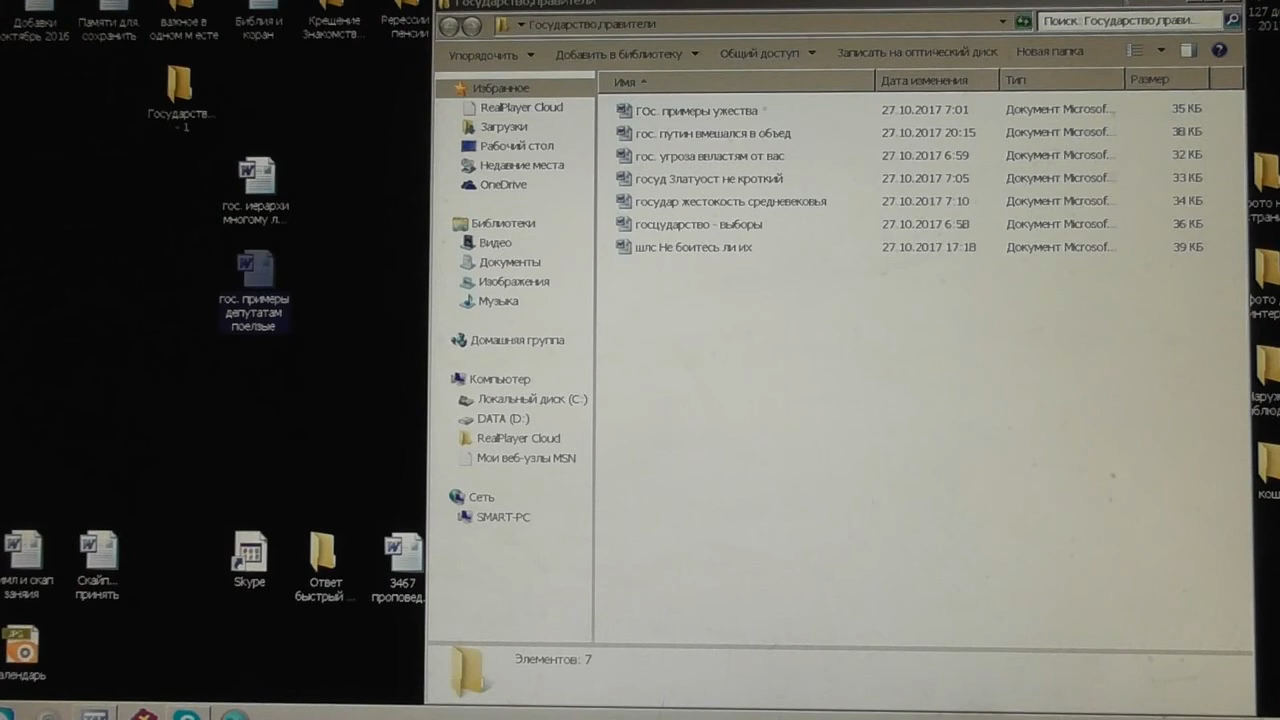 Добавки
октябрь 2016
Памяти для.
сохранить
важное в
одном месте
Библия и
коран
Крещение
Знакомств...
Репрессии
пенсии
Государств...
- 1
гос. иерархи
многому л...
гос. примеры
депутатам
поелзые
заяия
Скайп...
принять
Skype
Ответ
быстрый ...
3467
проповед.
JPG
алендарь
Государство,правители
Государство,правители
Поиск: Государство,прави...
Упорядочить
Добавить в библиотеку
Общий доступ
Записать на оптический диск
Новая папка
Избранное
RealPlayer Cloud
Загрузки
Рабочий стол
Недавние места
OneDrive
Библиотеки
Видео
Документы
Изображения
Музыка
Домашняя группа
Компьютер
Локальный диск (C:)
DATA (D:)
RealPlayer Cloud
Мои веб-узлы MSN
Сеть
SMART-PC
Имя Дата изменения Тип Размер
ГОс. примеры ужества 27.10.2017 7:01 Документ Microsof... 35 КБ
гос. путин вмешался в объед 27.10.2017 20:15 Документ Microsof... 38 КБ
гос. угроза ввластям от вас 27.10.2017 6:59 Документ Microsof... 32 КБ
госуд Златуост не кроткий 27.10.2017 7:05 Документ Microsof... 33 КБ
государ жестокость средневековья 27.10.2017 7:10 Документ Microsof... 34 КБ
госцударство - выборы 27.10.2017 6:58 Документ Microsof... 36 КБ
шлс Не боитесь ли их 27.10.2017 17:18 Документ Microsof... 39 КБ
Элементов: 7